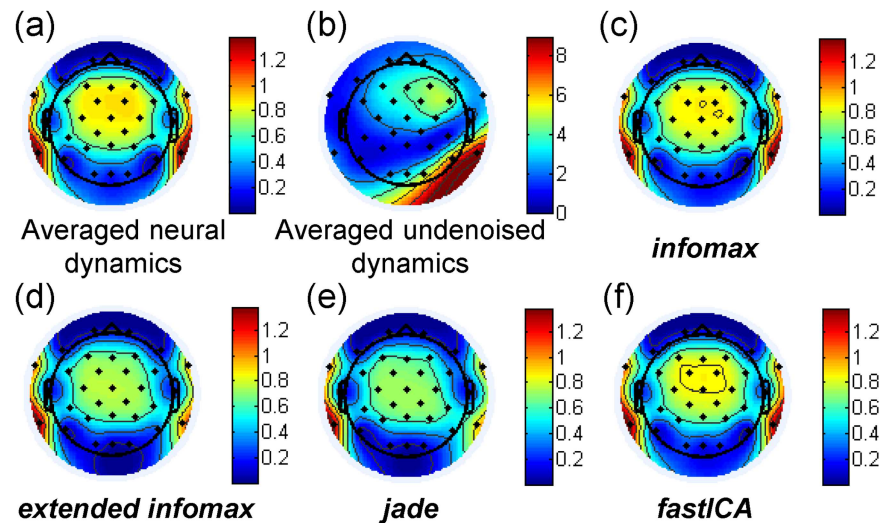 (a)
(b)
(c)
1.2
1
0.8
0.6
0.4
0.2
8
6
4
2
0
1.2
1
0.8
0.6
0.4
0.2
Averaged neural
dynamics
Averaged undenoised
dynamics
infomax
(d)
(e)
(f)
1.2
1
0.8
0.6
0.4
0.2
1.2
1
0.8
0.6
0.4
0.2
1.2
1
0.8
0.6
0.4
0.2
extended infomax
jade
fastICA